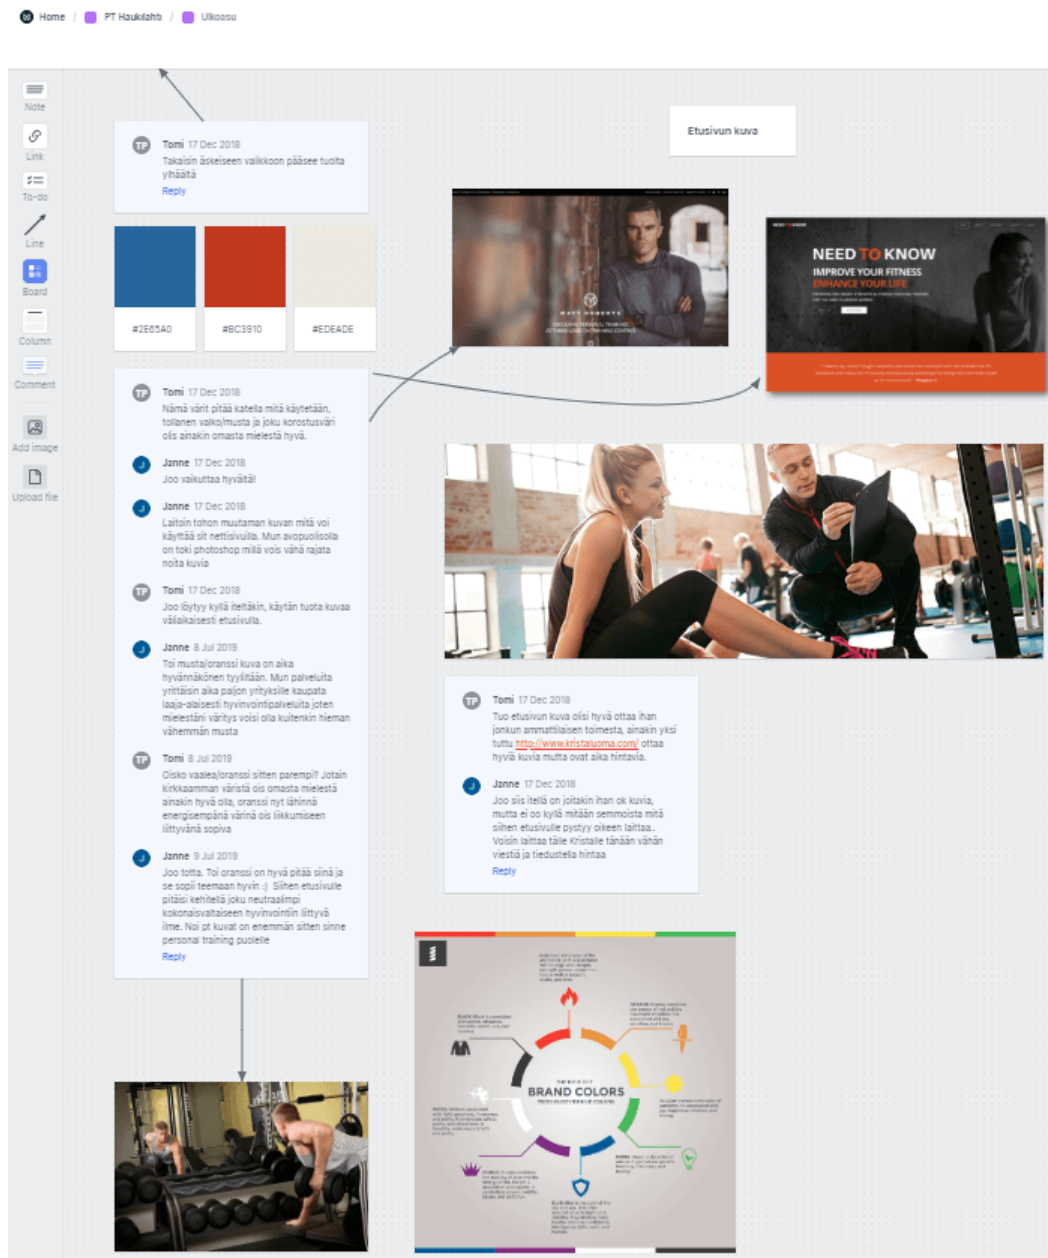 Home / PT Haukilahti / Ulkoasu
Note
Link
To-do
Line
Board
Column
Comment
Add image
Upload file
Tomi 17 Dec 2018
Takaisin äskeiseen valikkoon pääsee tuolta
ylhäältä
Reply
#2E65A0
#BC3910
#EDEADE
Tomi 17 Dec 2018
Nämä värit pitää katella mitä käytetään,
tollanen valko/musta ja joku korostusväri
olis ainakin omasta mielestä hyvä.
Janne 17 Dec 2018
Joo vaikuttaa hyvältä!
Janne 17 Dec 2018
Laitoin tohon muutaman kuvan mitä voi
käyttää sit nettisivuilla. Mun avopuolisolla
on toki photoshop millä vois vähä rajata
noita kuvia
Tomi 17 Dec 2018
Joo löytyy kyllä iteltäkin, käytän tuota kuvaa
väliaikaisesti etusivulla.
Janne 8 Jul 2019
Toi musta/oranssi kuva on aika
hyvännäkönen tyyliltään. Mun palveluita
yrittäisin aika paljon yrityksille kaupata
laaja-alaisesti hyvinvointipalveluita joten
mielestäni väritys voisi olla kuitenkin hieman
vähemmän musta
Tomi 8 Jul 2019
Oisko vaalea/oranssi sitten parempi? Jotain
kirkkaamman väristä ois omasta mielestä
ainakin hyvä olla, oranssi nyt lähinnä
energisempänä värinä ois liikkumiseen
liittyvänä sopiva
Janne 9 Jul 2019
Joo totta. Toi oranssi on hyvä pitää siinä ja
se sopii teemaan hyvin :) Siihen etusivulle
pitäisi kehitellä joku neutraalimpi
kokonaisvaltaiseen hyvinvointiin liittyvä
ilme. Noi pt kuvat on enemmän sitten sinne
personal training puolelle
Reply
Etusivun kuva
MATT ROBERTS
EXCLUSIVE PERSONAL TRAINING
AT THREE LONDON TRAINING CENTRES
NEED TO KNOW
IMPROVE YOUR FITNESS
ENHANCE YOUR LIFE
Tomi 17 Dec 2018
Tuo etusivun kuva olisi hyvä ottaa ihan
jonkun ammattilaisen toimesta, ainakin yksi
tuttu http://www.kristaluoma.com/ ottaa
hyviä kuvia mutta ovat aika hintavia.
Janne 17 Dec 2018
Joo siis itellä on joitakin ihan ok kuvia,
mutta ei oo kyllä mitään semmoista mitä
siihen etusivulle pystyy oikeen laittaa..
Voisin laittaa tälle Kristalle tänään vähän
viestiä ja tiedustella hintaa
Reply
BRAND COLORS